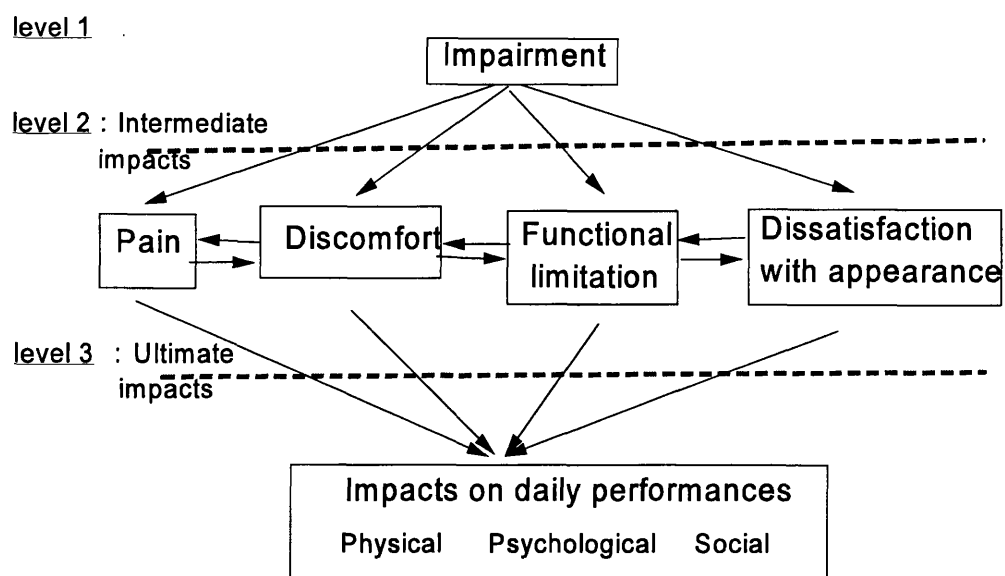 level 1
Impairment
level 2 : Intermediate
impacts
Pain
Discomfort
Functional
limitation
Dissatisfaction
with appearance
level 3 : Ultimate
impacts
Impacts on daily performances
Physical Psychological Social